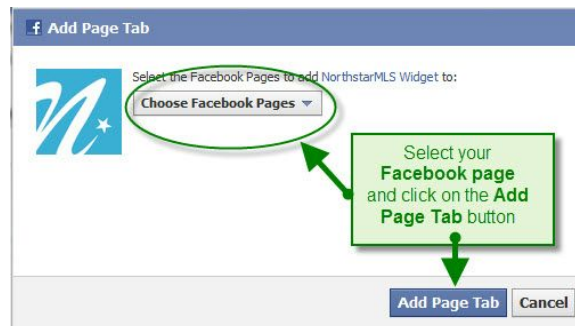 f Add Page Tab
Select the Facebook Pages to add NorthstarMLS Widget to:
Choose Facebook Pages
Select your
Facebook page
and click on the Add
Page Tab button
Add Page Tab Cancel